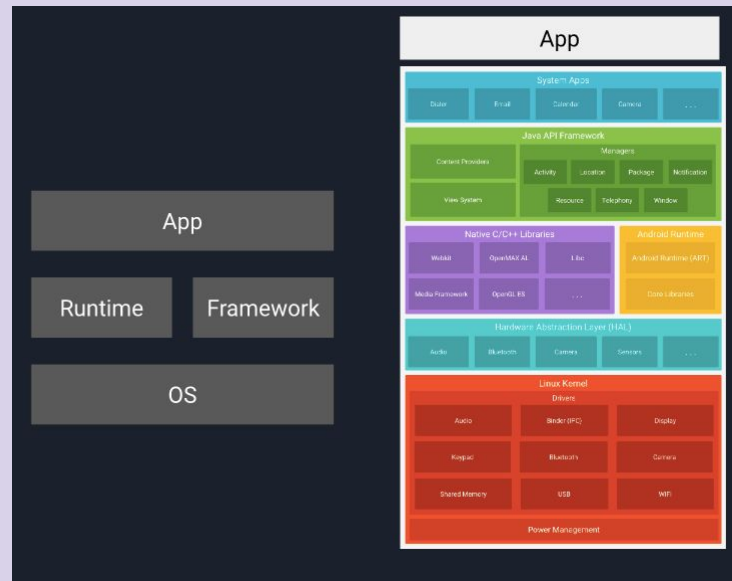 App
Runtime Framework
OS
App
System Apps
Dialer Email Calendar Camera ...
Java API Framework
Content Providers
View System
Managers
Activity Location Package Notification
Resource Telephony Window
Native C/C++ Libraries
Webkit OpenMAX AL Libc
Media Framework OpenGL ES ...
Android Runtime
Android Runtime (ART)
Core Libraries
Hardware Abstraction Layer (HAL)
Audio Bluetooth Camera Sensors ...
Linux Kernel
Drivers
Audio Binder (IPC) Display
Keypad Bluetooth Camera
Shared Memory USB WiFi
Power Management